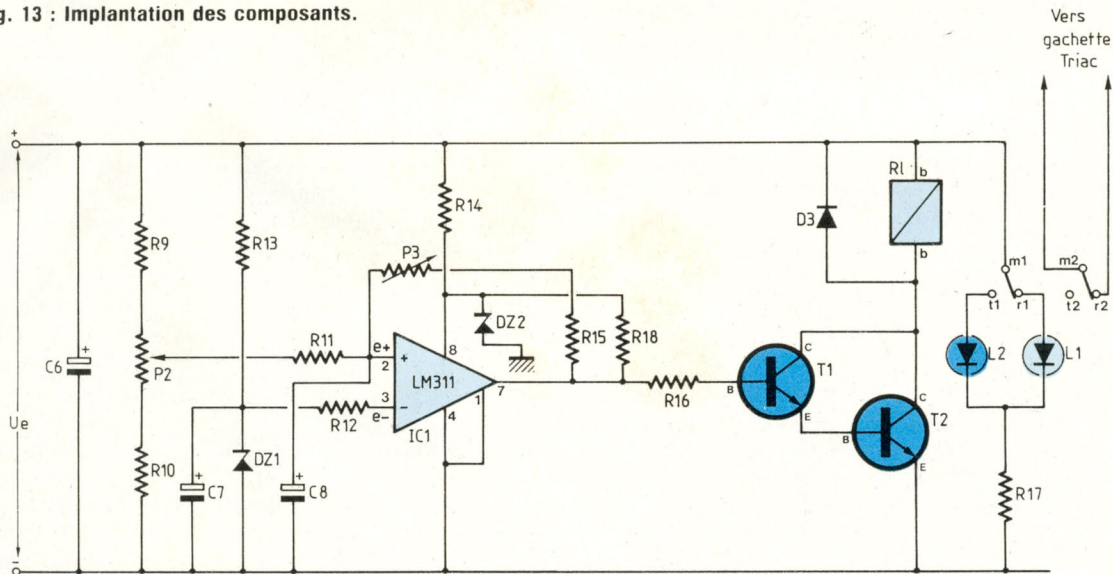 g. 13 : Implantation des composants.
Vers
gachette
Triac
+
Ue
-
C6
+
R9
P2
R10
R13
C7
+
DZ1
R11
R12
C8
+
P3
R14
e+
e-
+
-
2
3
8
4
1
7
LM311
IC1
DZ2
R15
R18
R16
B
C
E
T1
B
C
E
T2
D3
Rl
b
b
m1
t1
r1
m2
t2
r2
L2
L1
R17